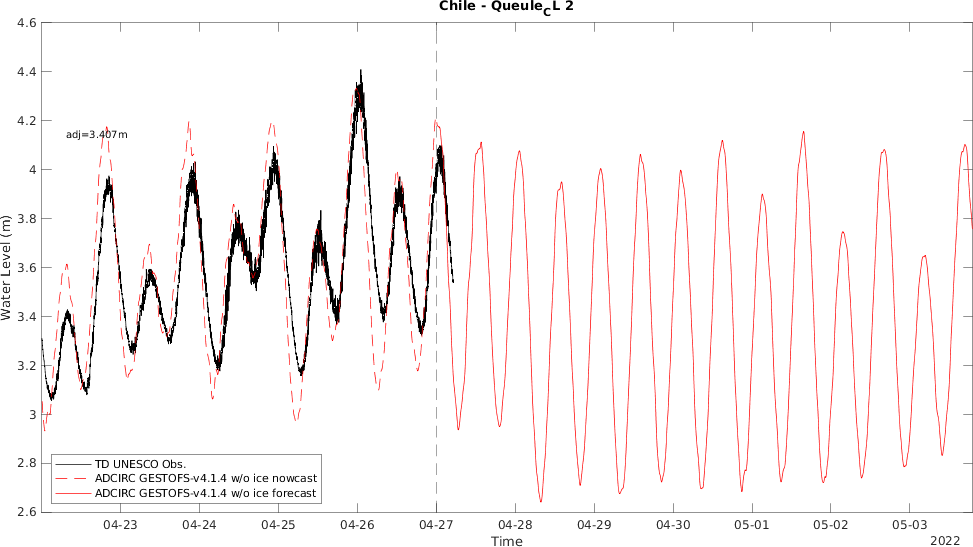 Chile - Queule_CL 2
4.6
4.4
4.2
4
3.8
3.6
3.4
3.2
3
2.8
2.6
Water Level (m)
adj=3.407m
TD UNESCO Obs.
ADCIRC GESTOFS-v4.1.4 w/o ice nowcast
ADCIRC GESTOFS-v4.1.4 w/o ice forecast
04-23 04-24 04-25 04-26 04-27 04-28 04-29 04-30 05-01 05-02 05-03
Time
2022